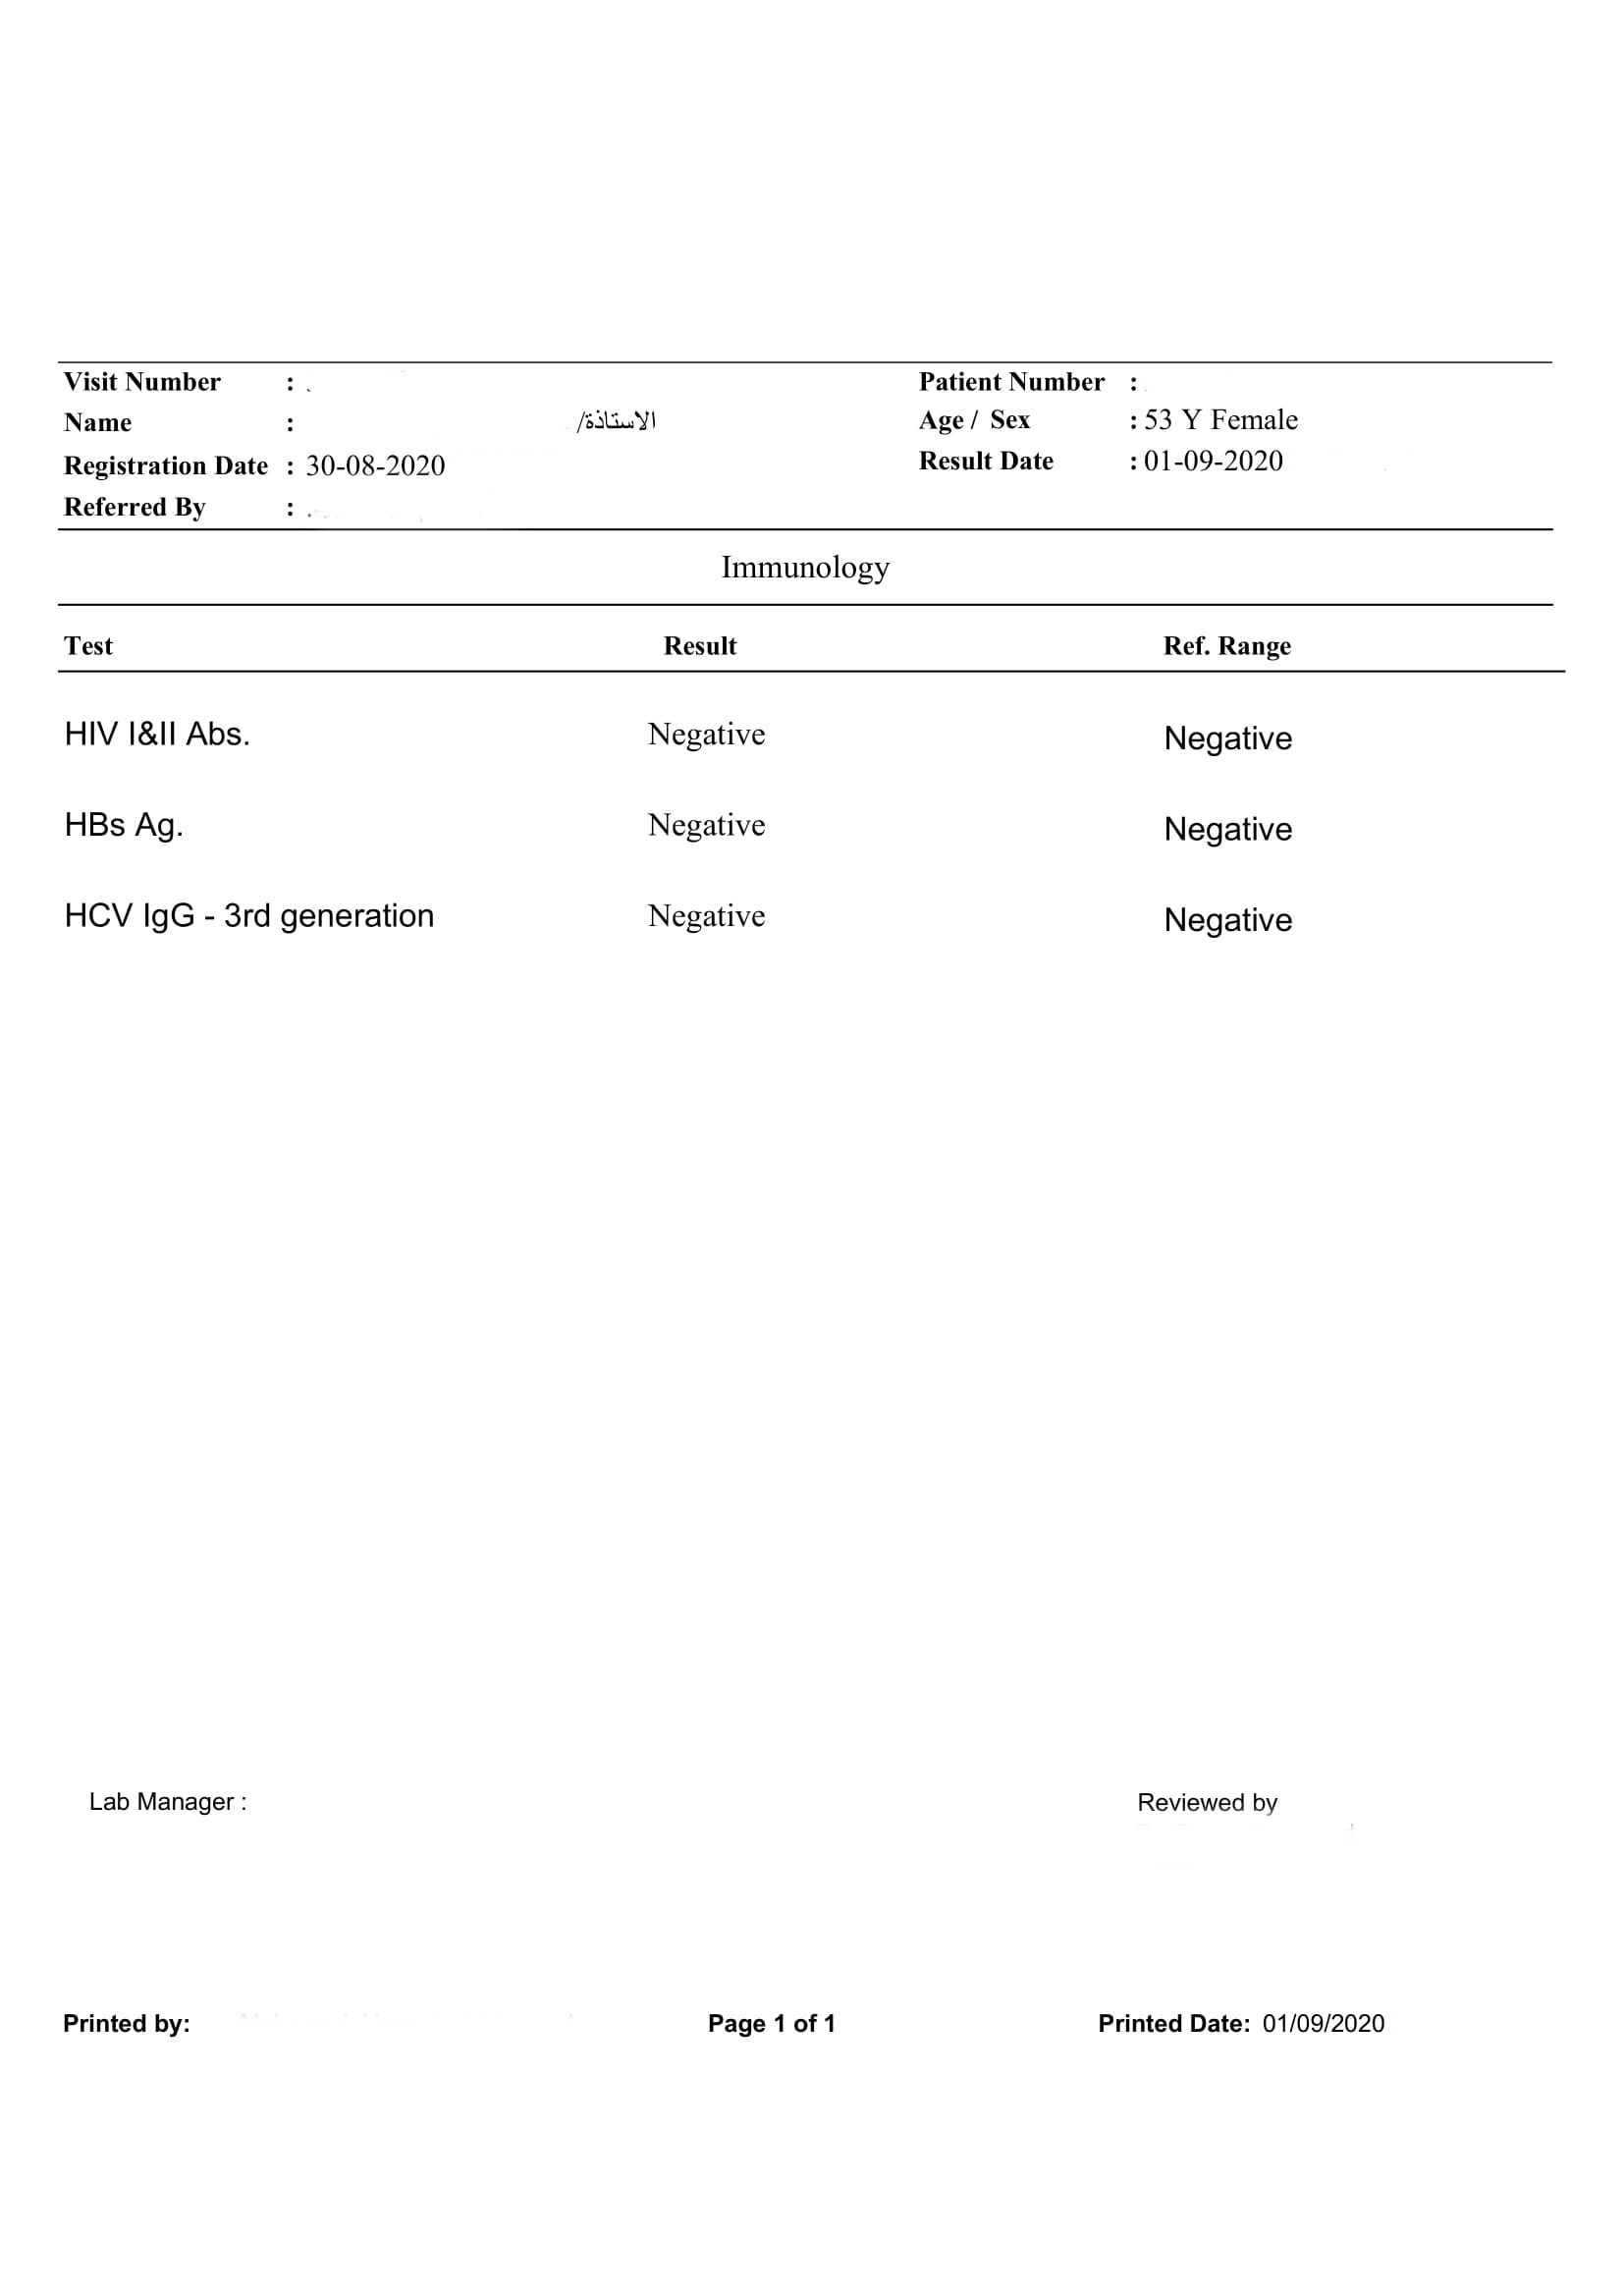 Visit Number : Patient Number :
Name : الاستاذة/ Age / Sex : 53 Y Female
Registration Date : 30-08-2020 Result Date : 01-09-2020
Referred By :
Immunology
Test Result Ref. Range
HIV I&II Abs. Negative Negative
HBs Ag. Negative Negative
HCV IgG - 3rd generation Negative Negative
Lab Manager : Reviewed by
Printed by: Page 1 of 1 Printed Date: 01/09/2020